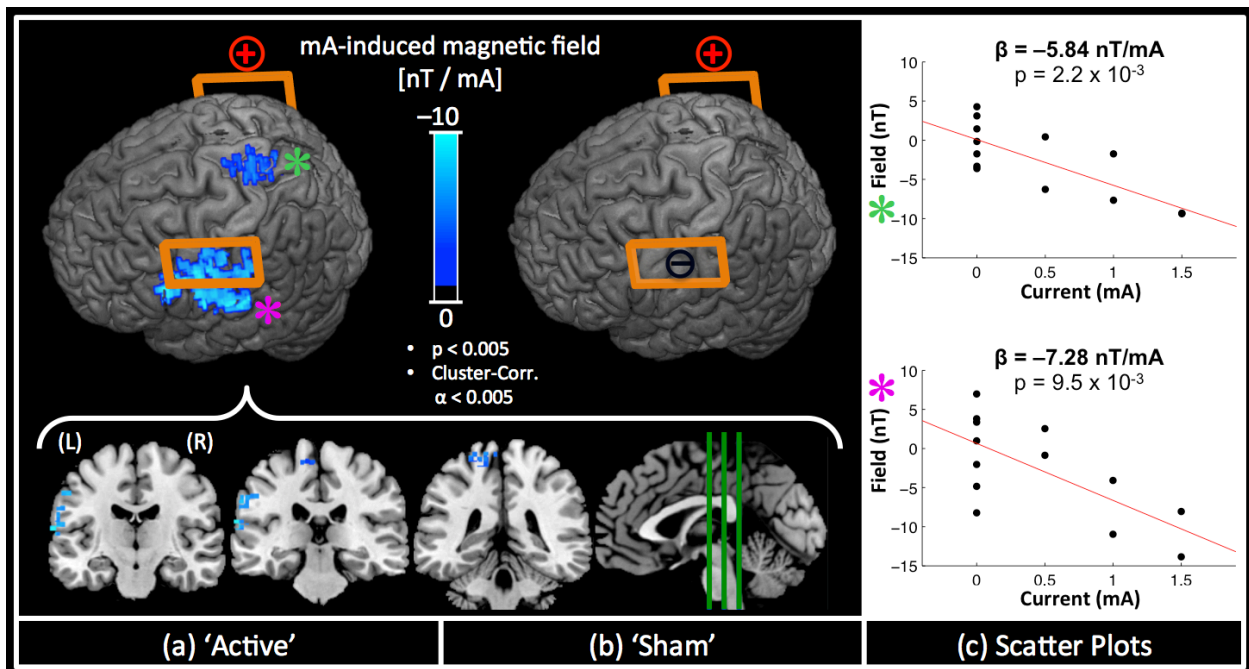 mA-induced magnetic field
[nT / mA]
−10
0
• p < 0.005
• Cluster-Corr.
α < 0.005
(L)
(R)
(a) ‘Active’
(b) ‘Sham’
β = −5.84 nT/mA
p = 2.2 x 10⁻³
Field (nT)
10
5
0
−5
−10
−15
0 0.5 1 1.5
Current (mA)
β = −7.28 nT/mA
p = 9.5 x 10⁻³
Field (nT)
10
5
0
−5
−10
−15
0 0.5 1 1.5
Current (mA)
(c) Scatter Plots